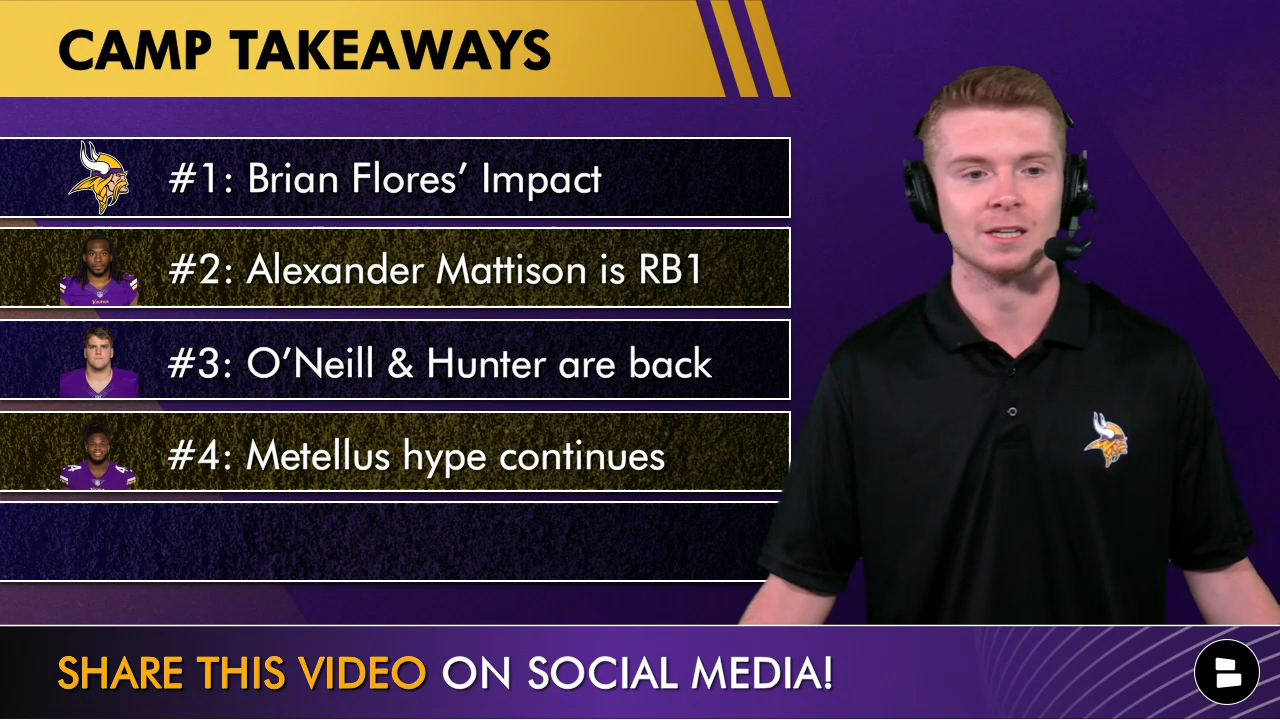 CAMP TAKEAWAYS
#1: Brian Flores’ Impact
#2: Alexander Mattison is RB1
#3: O’Neill & Hunter are back
#4: Metellus hype continues
SHARE THIS VIDEO ON SOCIAL MEDIA!